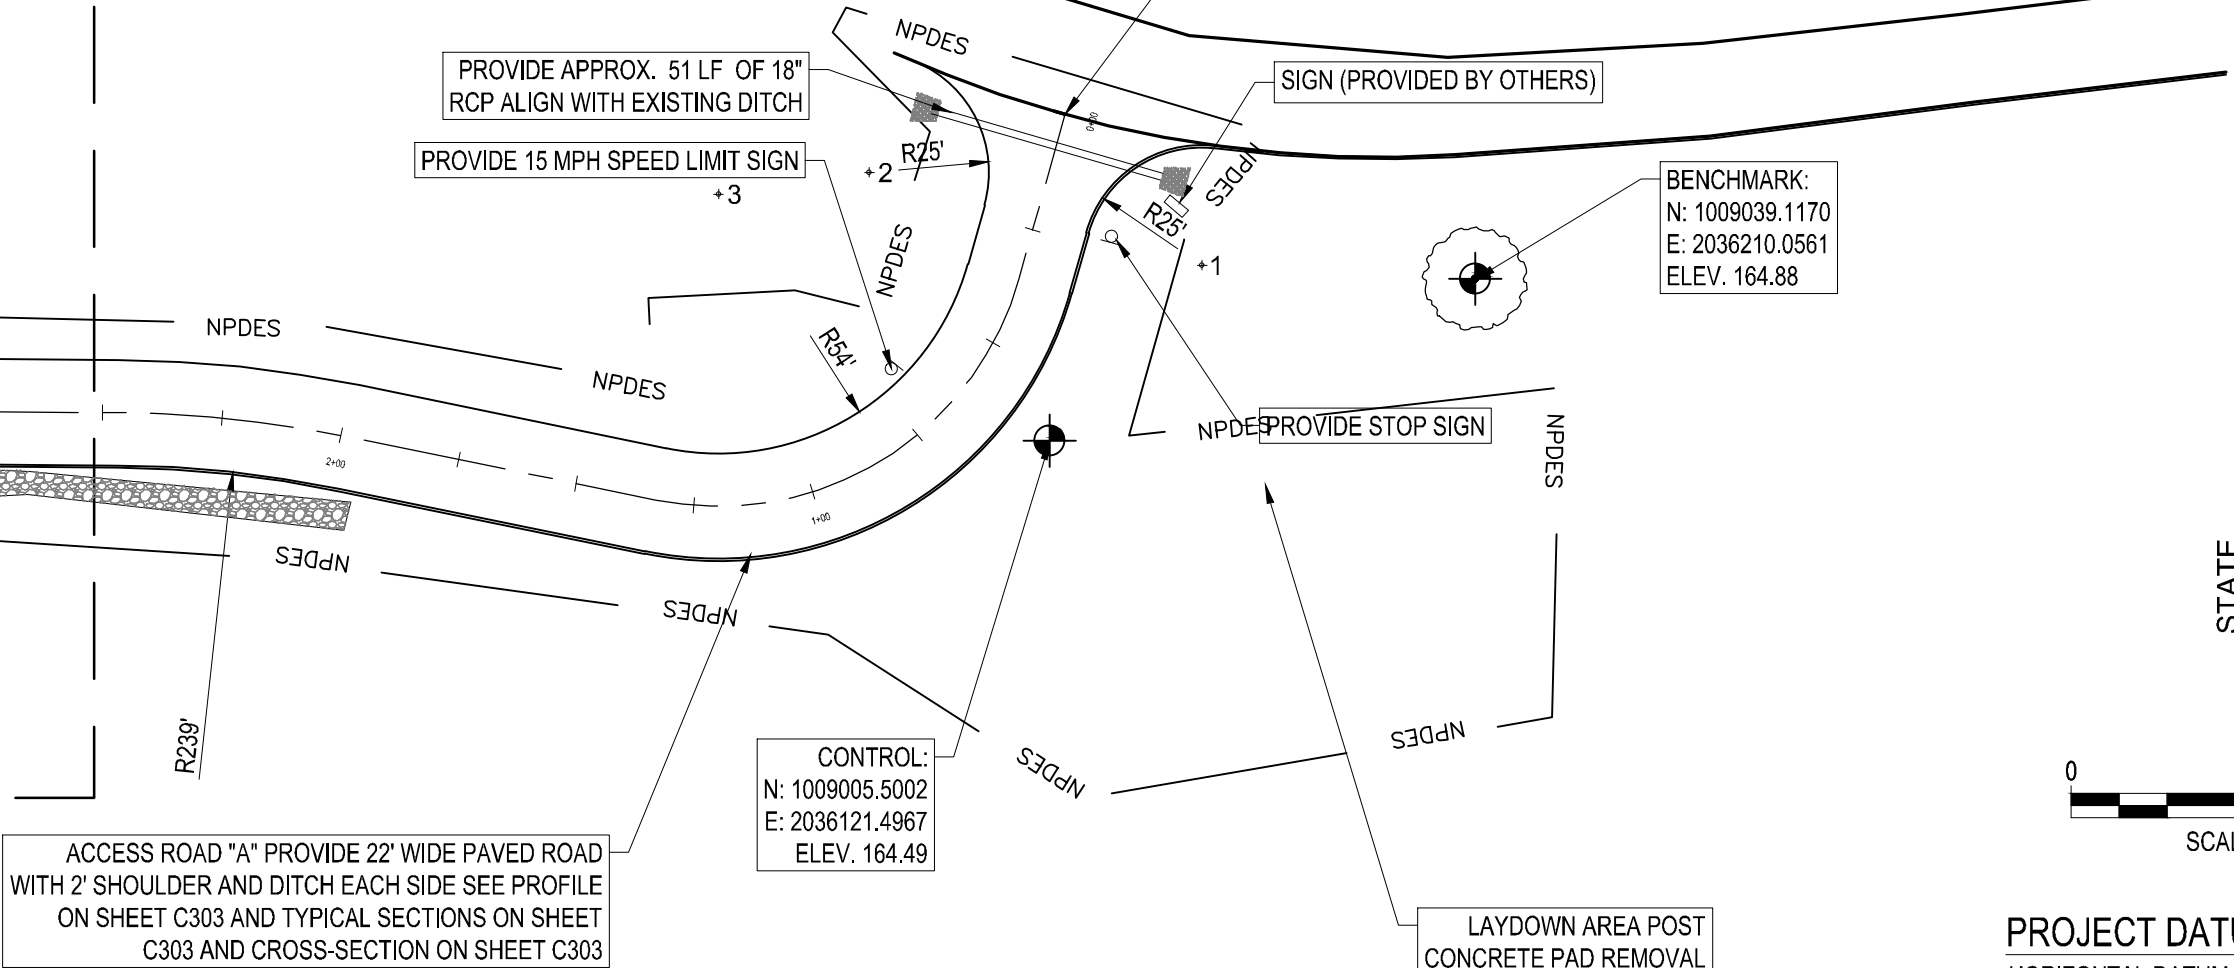 NPDES
PROVIDE APPROX. 51 LF OF 18"
RCP ALIGN WITH EXISTING DITCH
SIGN (PROVIDED BY OTHERS)
0+00
PROVIDE 15 MPH SPEED LIMIT SIGN
R25'
2
3
NPDES
R25'
1
BENCHMARK:
N: 1009039.1170
E: 2036210.0561
ELEV. 164.88
NPDES
NPDES
R54'
NPDES
NPDES
PROVIDE STOP SIGN
NPDES
2+00
1+00
NPDES
NPDES
STATE
R239'
NPDES
NPDES
CONTROL:
N: 1009005.5002
E: 2036121.4967
ELEV. 164.49
0
ACCESS ROAD "A" PROVIDE 22' WIDE PAVED ROAD
WITH 2' SHOULDER AND DITCH EACH SIDE SEE PROFILE
ON SHEET C303 AND TYPICAL SECTIONS ON SHEET
C303 AND CROSS-SECTION ON SHEET C303
LAYDOWN AREA POST
CONCRETE PAD REMOVAL
PROJECT